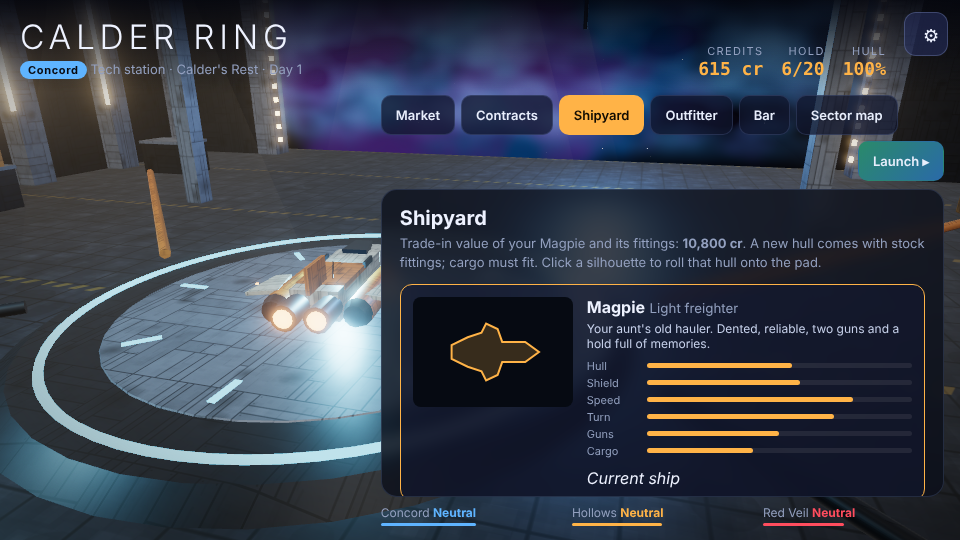 CALDER RING
Concord Tech station · Calder's Rest · Day 1
CREDITS HOLD HULL
615 cr 6/20 100%
⚙
Market Contracts Shipyard Outfitter Bar Sector map
Launch ▸
Shipyard
Trade-in value of your Magpie and its fittings: 10,800 cr. A new hull comes with stock
fittings; cargo must fit. Click a silhouette to roll that hull onto the pad.
Magpie Light freighter
Your aunt's old hauler. Dented, reliable, two guns and a
hold full of memories.
Hull
Shield
Speed
Turn
Guns
Cargo
Current ship
Concord Neutral Hollows Neutral Red Veil Neutral